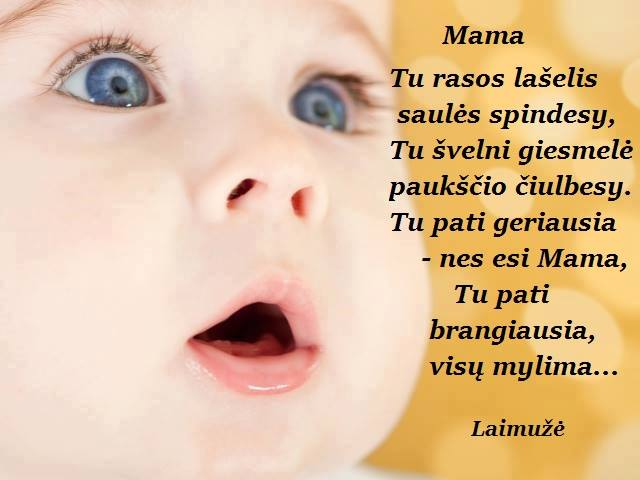 Mama
Tu rasos lašelis
saulės spindesy,
Tu švelni giesmelė
paukščio čiulbesy.
Tu pati geriausia
- nes esi Mama,
Tu pati
brangiausia,
visų mylima...
Laimužė